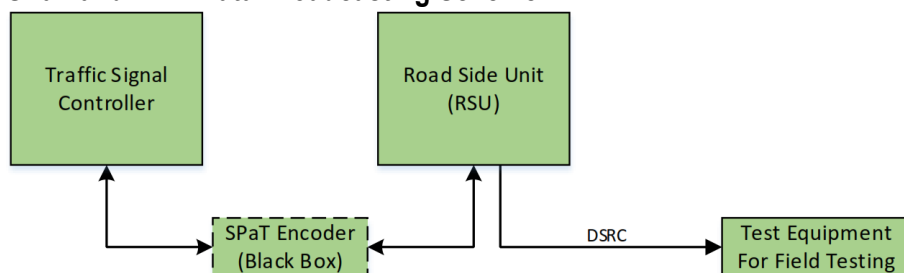 Traffic Signal
Controller
Road Side Unit
(RSU)
SPaT Encoder
(Black Box)
DSRC
Test Equipment
For Field Testing